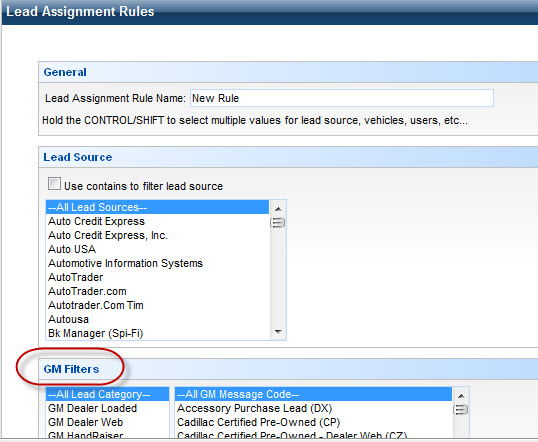 Lead Assignment Rules
General
Lead Assignment Rule Name: New Rule
Hold the CONTROL/SHIFT to select multiple values for lead source, vehicles, users, etc...
Lead Source
Use contains to filter lead source
--All Lead Sources--
Auto Credit Express
Auto Credit Express, Inc.
Auto USA
Automotive Information Systems
AutoTrader
AutoTrader.com
Autotrader.Com Tim
Autousa
Bk Manager (Spi-Fi)
GM Filters
--All Lead Category-- --All GM Message Code--
GM Dealer Loaded Accessory Purchase Lead (DX)
GM Dealer Web Cadillac Certified Pre-Owned (CP)
GM HandRaiser Cadillac Certified Pre-Owned - Dealer Web (CZ)